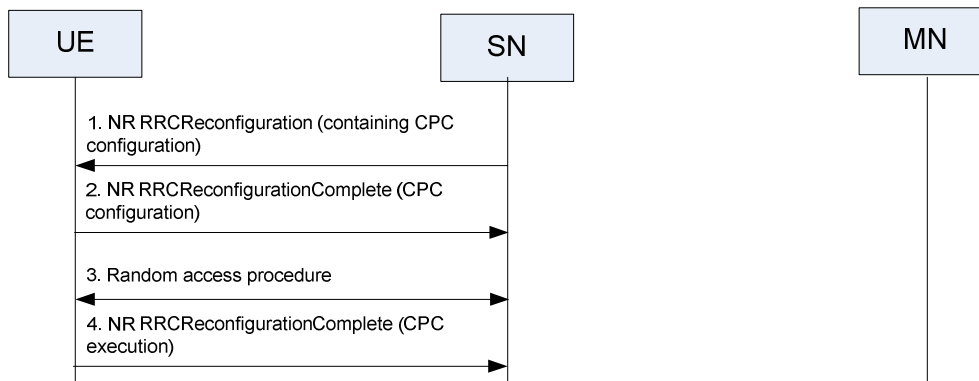 UE
SN
MN
1. NR RRCReconfiguration (containing CPC
configuration)
2. NR RRCReconfigurationComplete (CPC
configuration)
3. Random access procedure
4. NR RRCReconfigurationComplete (CPC
execution)